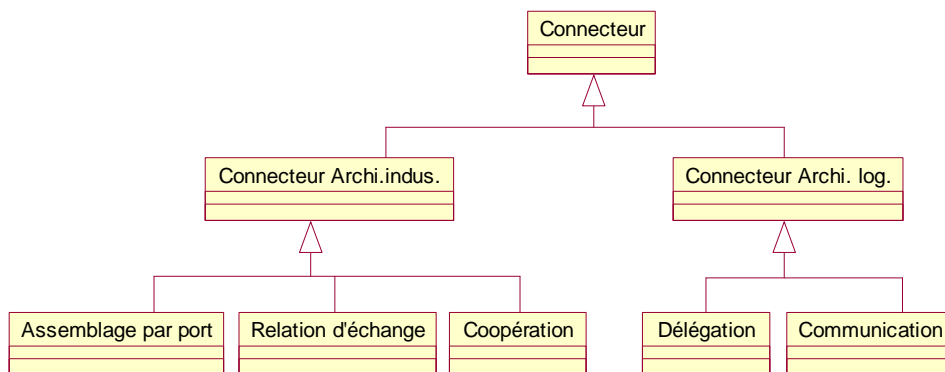 Connecteur
Connecteur Archi.indus.
Connecteur Archi. log.
Assemblage par port
Relation d'échange
Coopération
Délégation
Communication